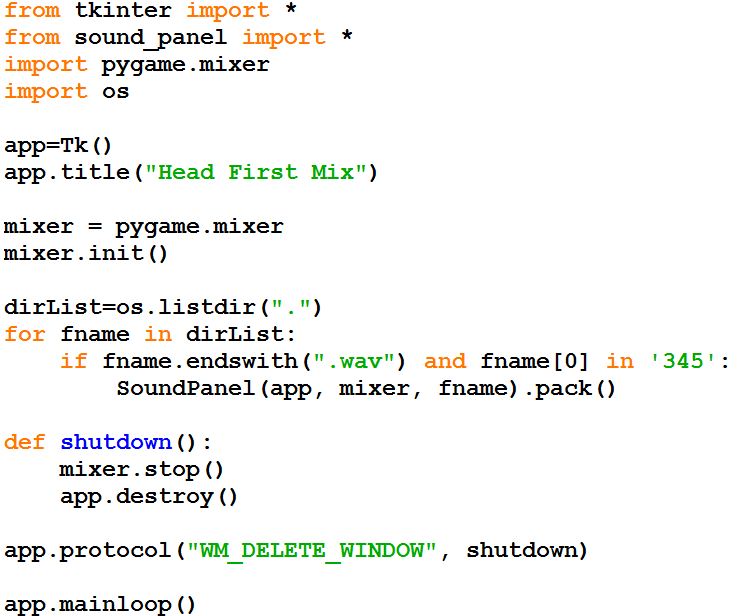 from tkinter import *
from sound_panel import *
import pygame.mixer
import os

app=Tk()
app.title("Head First Mix")

mixer = pygame.mixer
mixer.init()

dirList=os.listdir(".")
for fname in dirList:
    if fname.endswith(".wav") and fname[0] in '345':
        SoundPanel(app, mixer, fname).pack()

def shutdown():
    mixer.stop()
    app.destroy()

app.protocol("WM_DELETE_WINDOW", shutdown)

app.mainloop()